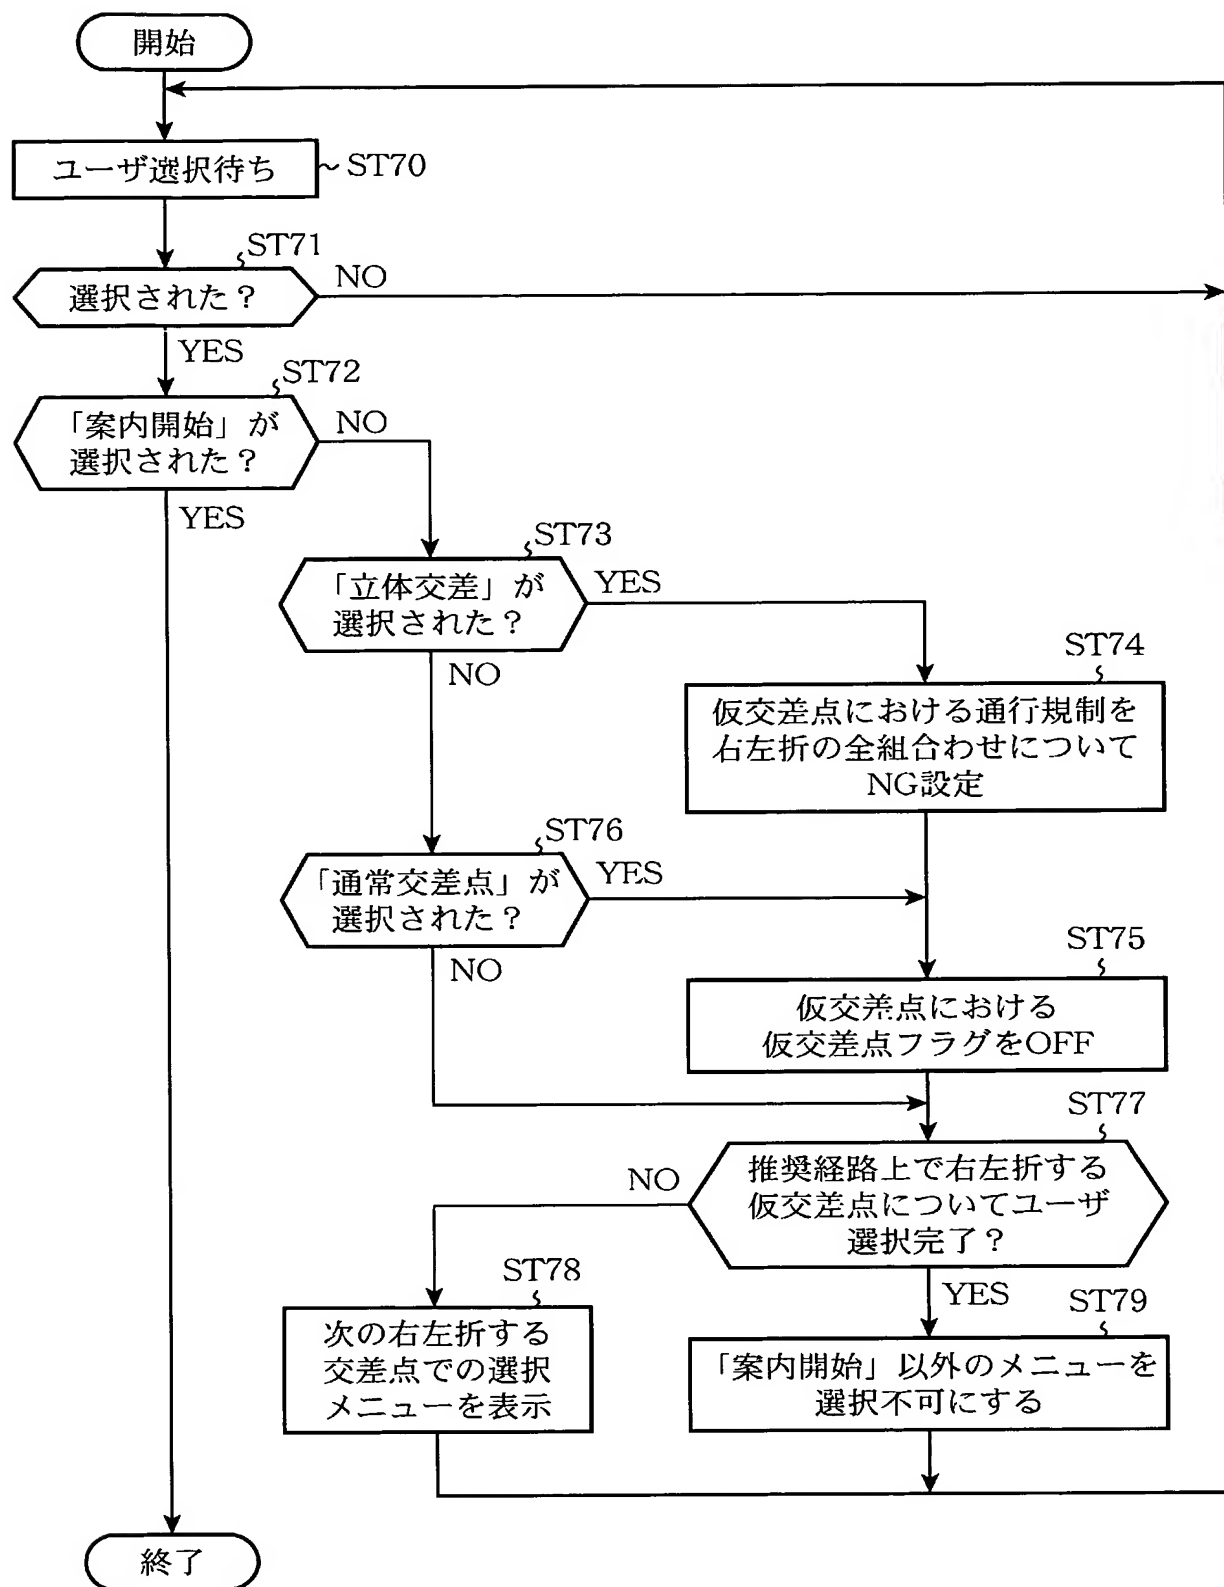 開始
ユーザ選択待ち
ST70
ST71
選択された?
NO
YES
ST72
「案内開始」が
選択された?
NO
YES
ST73
「立体交差」が
選択された?
YES
NO
ST74
仮交差点における通行規制を
右左折の全組合わせについて
NG設定
ST76
「通常交差点」が
選択された?
YES
NO
ST75
仮交差点における
仮交差点フラグをOFF
ST77
推奨経路上で右左折する
仮交差点についてユーザ
選択完了?
NO
YES
ST78
次の右左折する
交差点での選択
メニューを表示
ST79
「案内開始」以外のメニューを
選択不可にする
終了